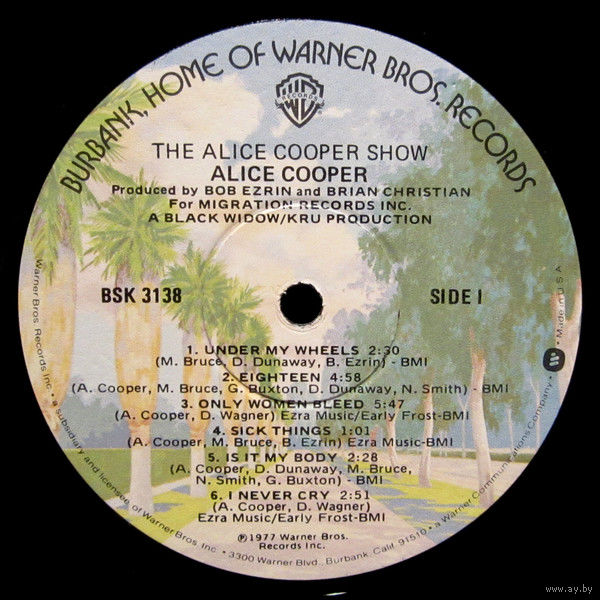 BURBANK, HOME OF WARNER BROS. RECORDS
RECORDS
THE ALICE COOPER SHOW
ALICE COOPER
Produced by BOB EZRIN and BRIAN CHRISTIAN
For MIGRATION RECORDS INC.
A BLACK WIDOW/KRU PRODUCTION
BSK 3138
SIDE I
1. UNDER MY WHEELS 2:30
(M. Bruce, D. Dunaway, B. Ezrin) - BMI
2. EIGHTEEN 4:58
(A. Cooper, M. Bruce, G. Buxton, D. Dunaway, N. Smith) - BMI
3. ONLY WOMEN BLEED 5:47
(A. Cooper, D. Wagner) Ezra Music/Early Frost-BMI
4. SICK THINGS 1:01
(A. Cooper, M. Bruce, B. Ezrin) Ezra Music-BMI
5. IS IT MY BODY 2:28
(A. Cooper, D. Dunaway, M. Bruce,
N. Smith, G. Buxton) - BMI
6. I NEVER CRY 2:51
(A. Cooper, D. Wagner)
Ezra Music/Early Frost-BMI
℗1977 Warner Bros.
Records Inc.
Warner Bros. Records Inc. • a subsidiary and licensee of Warner Bros. Inc. • 3300 Warner Blvd., Burbank, Calif. 91510 • a Warner Communications Company • Made in U.S.A.
www.ay.by